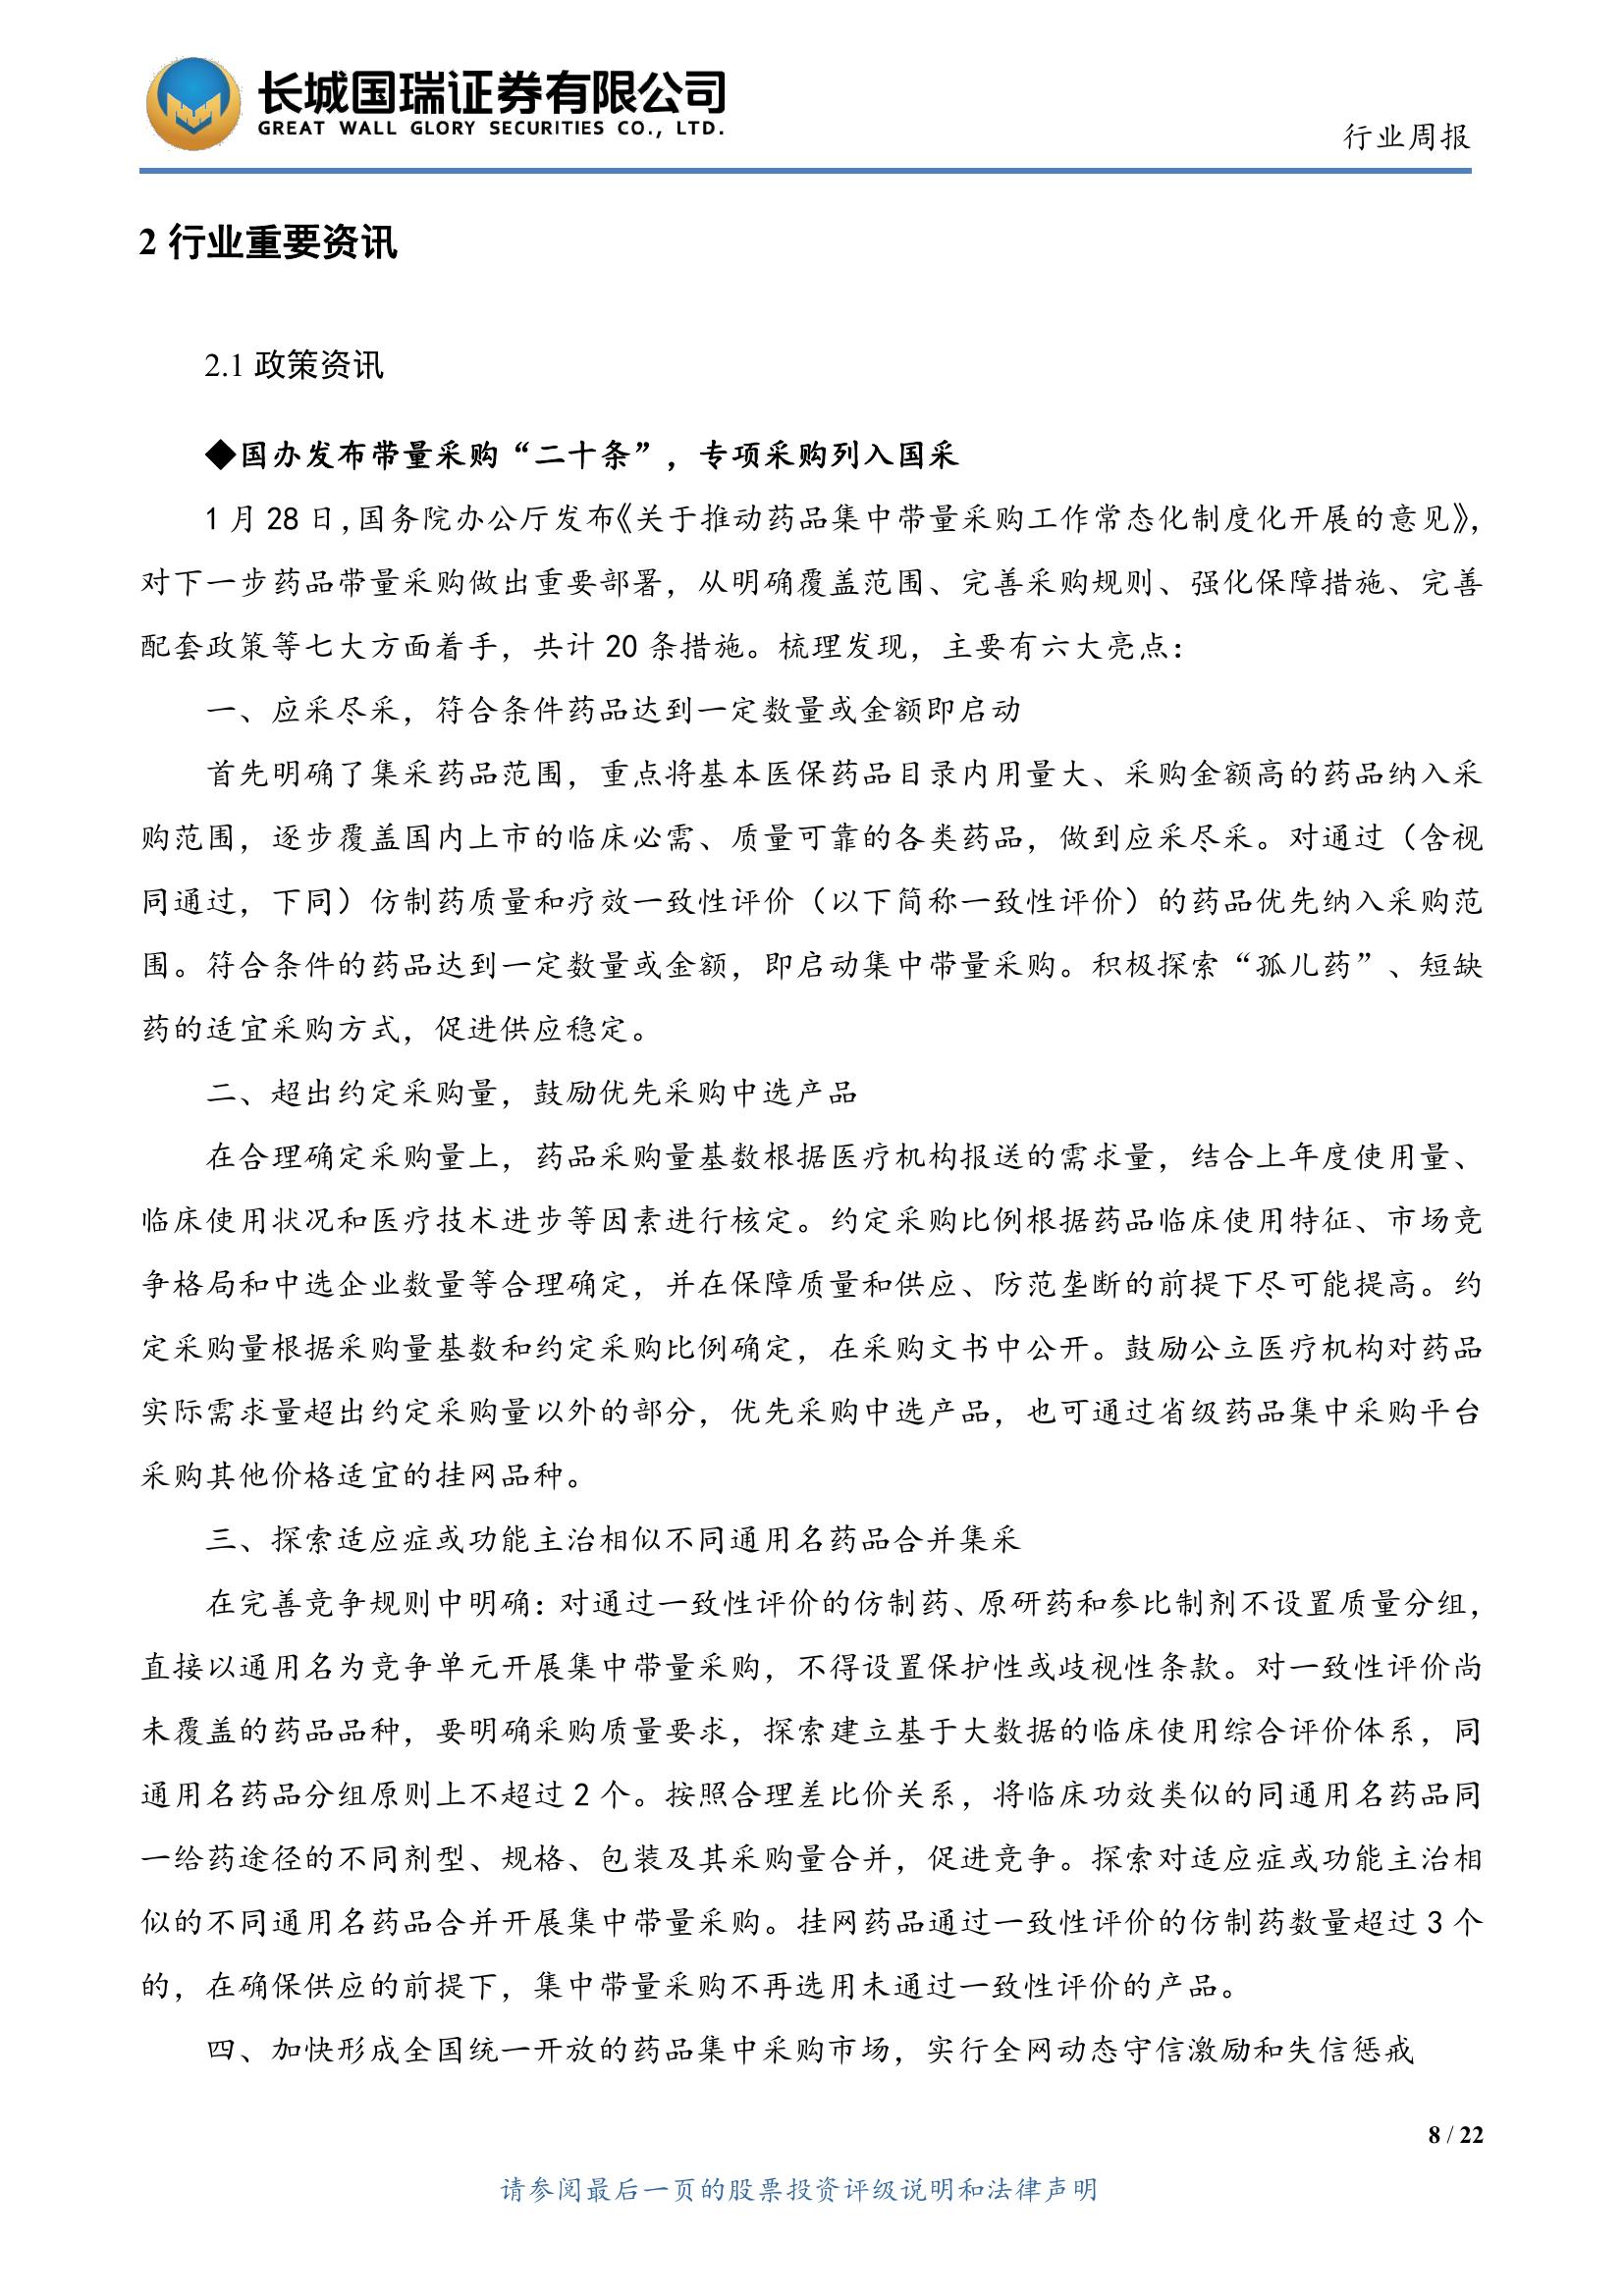 长城国瑞证券有限公司
GREAT WALL GLORY SECURITIES CO., LTD.
行业周报
2 行业重要资讯
2.1 政策资讯
◆国办发布带量采购“二十条”，专项采购列入国采
1 月 28 日，国务院办公厅发布《关于推动药品集中带量采购工作常态化制度化开展的意见》，
对下一步药品带量采购做出重要部署，从明确覆盖范围、完善采购规则、强化保障措施、完善
配套政策等七大方面着手，共计 20 条措施。梳理发现，主要有六大亮点：
一、应采尽采，符合条件药品达到一定数量或金额即启动
首先明确了集采药品范围，重点将基本医保药品目录内用量大、采购金额高的药品纳入采
购范围，逐步覆盖国内上市的临床必需、质量可靠的各类药品，做到应采尽采。对通过（含视
同通过，下同）仿制药质量和疗效一致性评价（以下简称一致性评价）的药品优先纳入采购范
围。符合条件的药品达到一定数量或金额，即启动集中带量采购。积极探索“孤儿药”、短缺
药的适宜采购方式，促进供应稳定。
二、超出约定采购量，鼓励优先采购中选产品
在合理确定采购量上，药品采购量基数根据医疗机构报送的需求量，结合上年度使用量、
临床使用状况和医疗技术进步等因素进行核定。约定采购比例根据药品临床使用特征、市场竞
争格局和中选企业数量等合理确定，并在保障质量和供应、防范垄断的前提下尽可能提高。约
定采购量根据采购量基数和约定采购比例确定，在采购文书中公开。鼓励公立医疗机构对药品
实际需求量超出约定采购量以外的部分，优先采购中选产品，也可通过省级药品集中采购平台
采购其他价格适宜的挂网品种。
三、探索适应症或功能主治相似不同通用名药品合并集采
在完善竞争规则中明确：对通过一致性评价的仿制药、原研药和参比制剂不设置质量分组，
直接以通用名为竞争单元开展集中带量采购，不得设置保护性或歧视性条款。对一致性评价尚
未覆盖的药品品种，要明确采购质量要求，探索建立基于大数据的临床使用综合评价体系，同
通用名药品分组原则上不超过 2 个。按照合理差比价关系，将临床功效类似的同通用名药品同
一给药途径的不同剂型、规格、包装及其采购量合并，促进竞争。探索对适应症或功能主治相
似的不同通用名药品合并开展集中带量采购。挂网药品通过一致性评价的仿制药数量超过 3 个
的，在确保供应的前提下，集中带量采购不再选用未通过一致性评价的产品。
四、加快形成全国统一开放的药品集中采购市场，实行全网动态守信激励和失信惩戒
8 / 22
请参阅最后一页的股票投资评级说明和法律声明